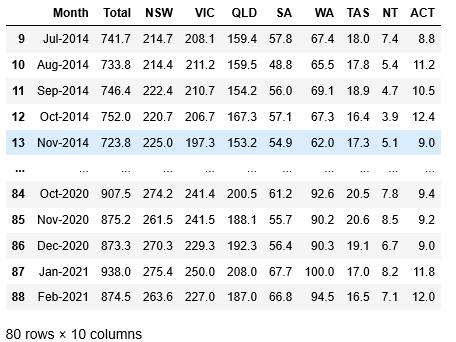 Month Total NSW VIC QLD SA WA TAS NT ACT
9 Jul-2014 741.7 214.7 208.1 159.4 57.8 67.4 18.0 7.4 8.8
10 Aug-2014 733.8 214.4 211.2 159.5 48.8 65.5 17.8 5.4 11.2
11 Sep-2014 746.4 222.4 210.7 154.2 56.0 69.1 18.9 4.7 10.5
12 Oct-2014 752.0 220.7 206.7 167.3 57.1 67.3 16.4 3.9 12.4
13 Nov-2014 723.8 225.0 197.3 153.2 54.9 62.0 17.3 5.1 9.0
... ... ... ... ... ... ... ... ... ... ...
84 Oct-2020 907.5 274.2 241.4 200.5 61.2 92.6 20.5 7.8 9.4
85 Nov-2020 875.2 261.5 241.5 188.1 55.7 90.2 20.6 8.5 9.2
86 Dec-2020 873.3 270.3 229.3 192.3 56.4 90.3 19.1 6.7 9.0
87 Jan-2021 938.0 275.4 250.0 208.0 67.7 100.0 17.0 8.2 11.8
88 Feb-2021 874.5 263.6 227.0 187.0 66.8 94.5 16.5 7.1 12.0
80 rows × 10 columns